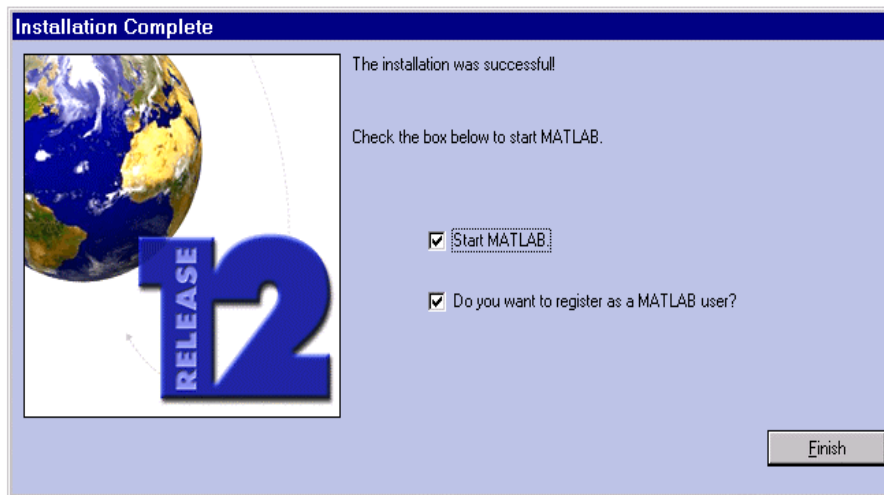 Installation Complete
The installation was successful!
Check the box below to start MATLAB.
Start MATLAB.
Do you want to register as a MATLAB user?
RELEASE
12
Finish